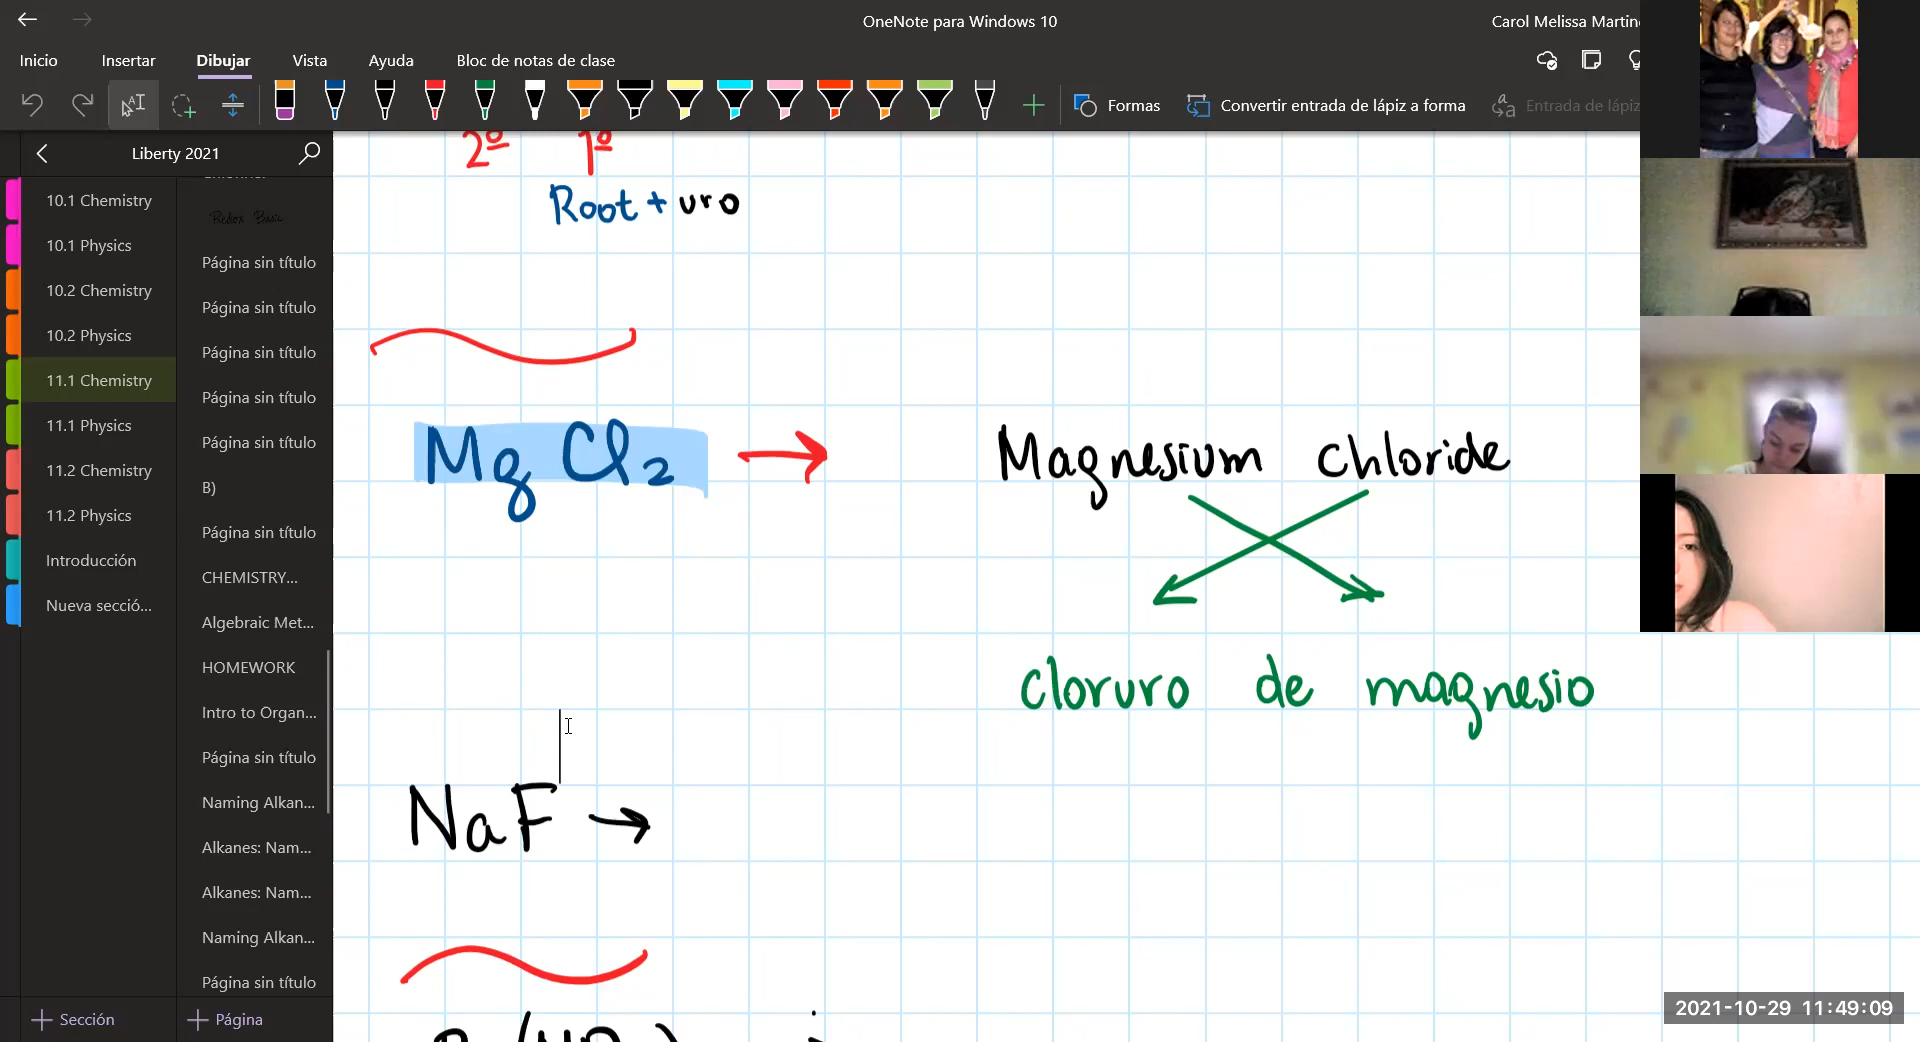 OneNote para Windows 10
Carol Melissa Martin
Inicio Insertar Dibujar Vista Ayuda Bloc de notas de clase
Formas Convertir entrada de lápiz a forma Entrada de lápiz
Liberty 2021
10.1 Chemistry
10.1 Physics
10.2 Chemistry
10.2 Physics
11.1 Chemistry
11.1 Physics
11.2 Chemistry
11.2 Physics
Introducción
Nueva secció...
Sección
Redox Basic
Página sin título
Página sin título
Página sin título
Página sin título
Página sin título
B)
Página sin título
CHEMISTRY...
Algebraic Met...
HOMEWORK
Intro to Organ...
Página sin título
Naming Alkan...
Alkanes: Nam...
Alkanes: Nam...
Naming Alkan...
Página sin título
Página
2º 1º
Root + uro
MgCl₂ → Magnesium chloride
cloruro de magnesio
NaF →
2021-10-29 11:49:09